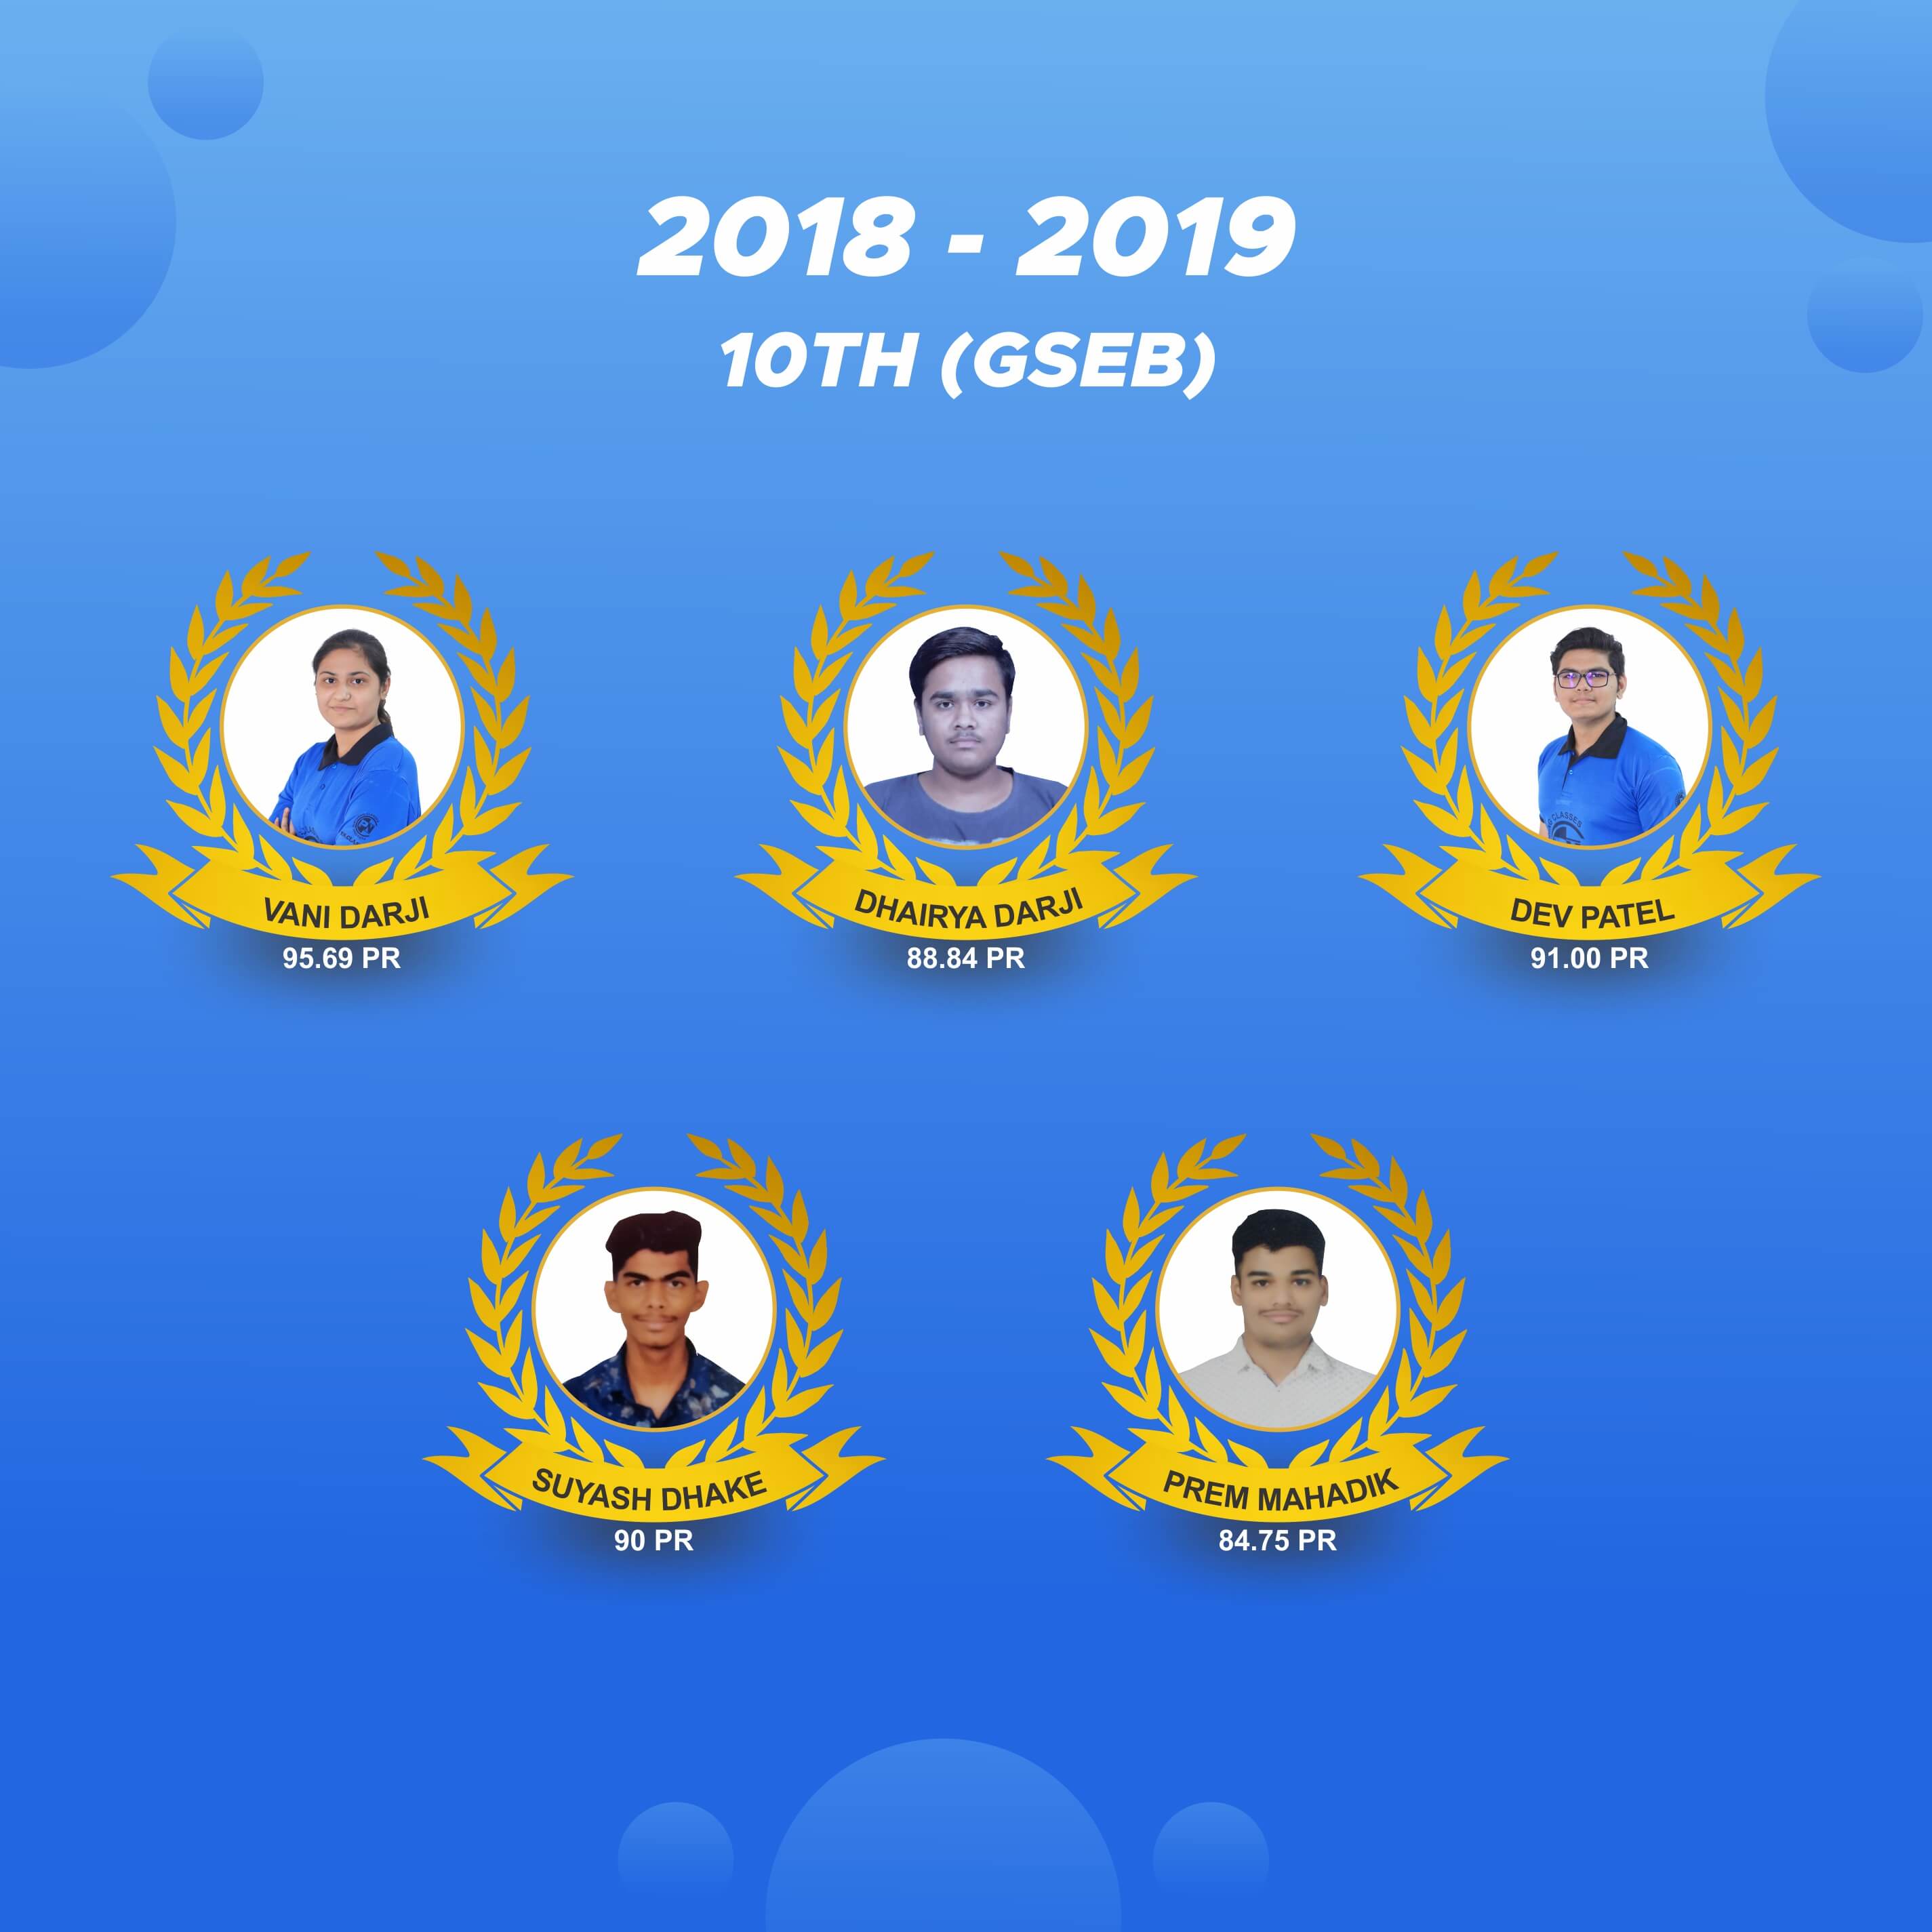 2018 - 2019
10TH (GSEB)
VANI DARJI
95.69 PR
DHAIRYA DARJI
88.84 PR
CLASSES
DEV PATEL
91.00 PR
SUYASH DHAKE
90 PR
PREM MAHADIK
84.75 PR